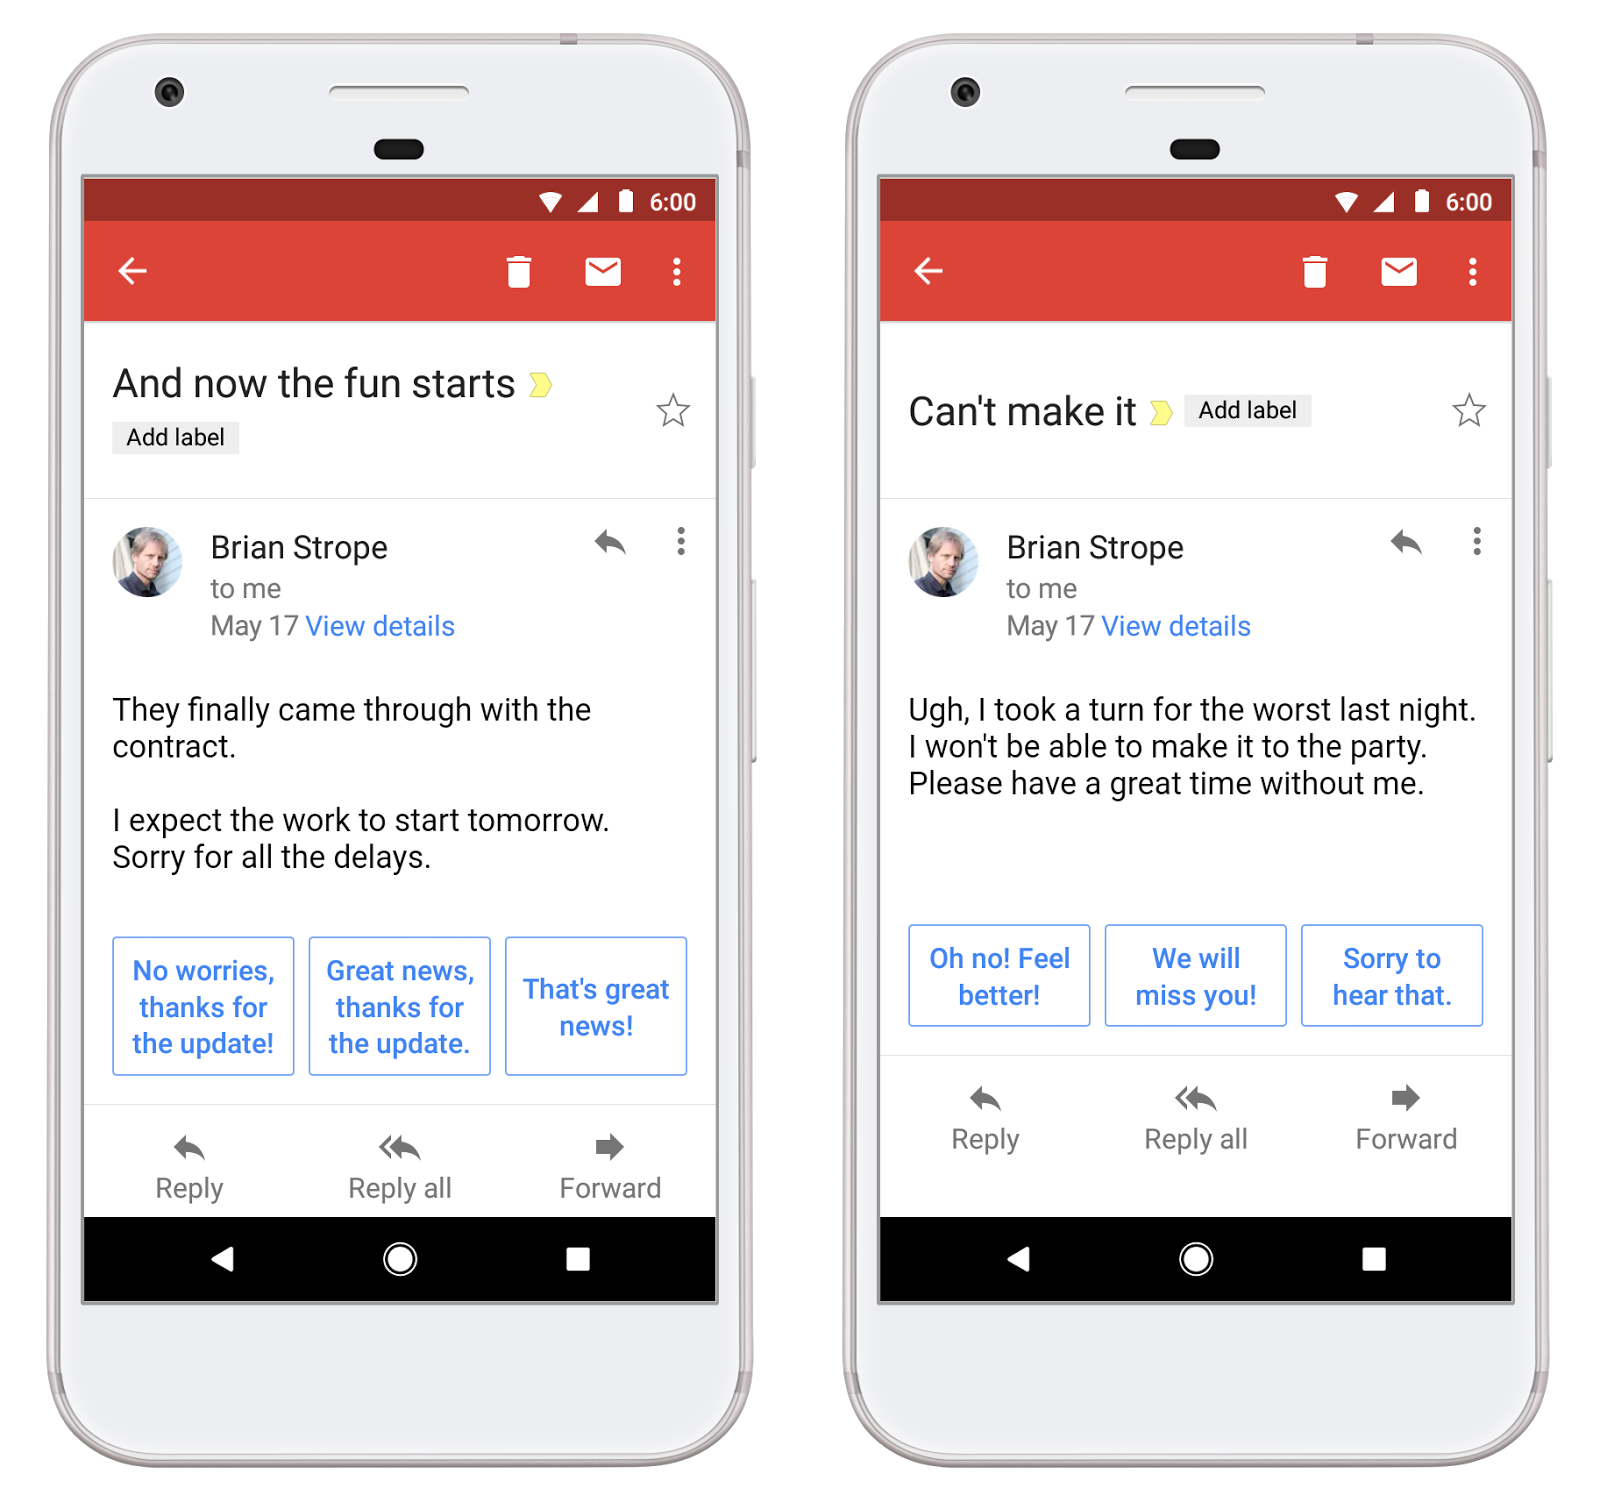 6:00
And now the fun starts
Add label
Brian Strope
to me
May 17 View details
They finally came through with the
contract.
I expect the work to start tomorrow.
Sorry for all the delays.
No worries,
thanks for
the update!
Great news,
thanks for
the update.
That's great
news!
Reply
Reply all
Forward
6:00
Can't make it Add label
Brian Strope
to me
May 17 View details
Ugh, I took a turn for the worst last night.
I won't be able to make it to the party.
Please have a great time without me.
Oh no! Feel
better!
We will
miss you!
Sorry to
hear that.
Reply
Reply all
Forward